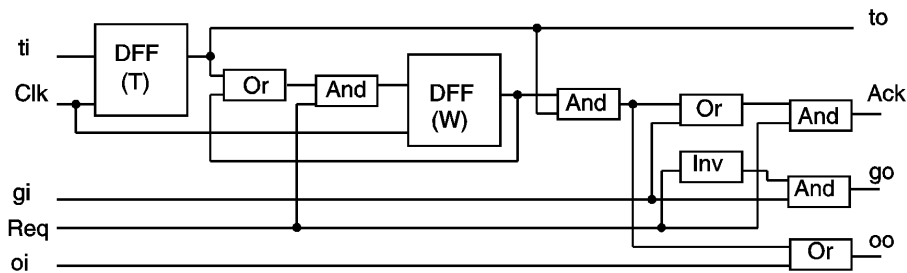 to
ti
DFF
(T)
Clk
Or
And
DFF
(W)
And
Or
And
Ack
Inv
gi
And
go
Req
oi
Or
oo